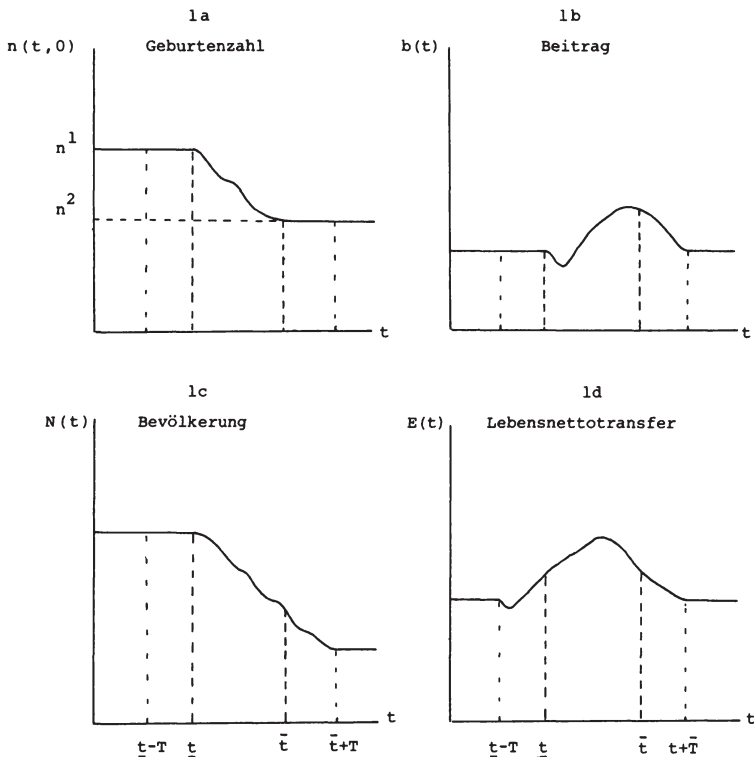 1a
n(t,0) Geburtenzahl
n¹
n²
t
1b
b(t) Beitrag
t
1c
N(t) Bevölkerung
t
t̲-T t̲ t̄ t̄+T
1d
E(t) Lebensnettotransfer
t
t̲-T t̲ t̄ t+T̄